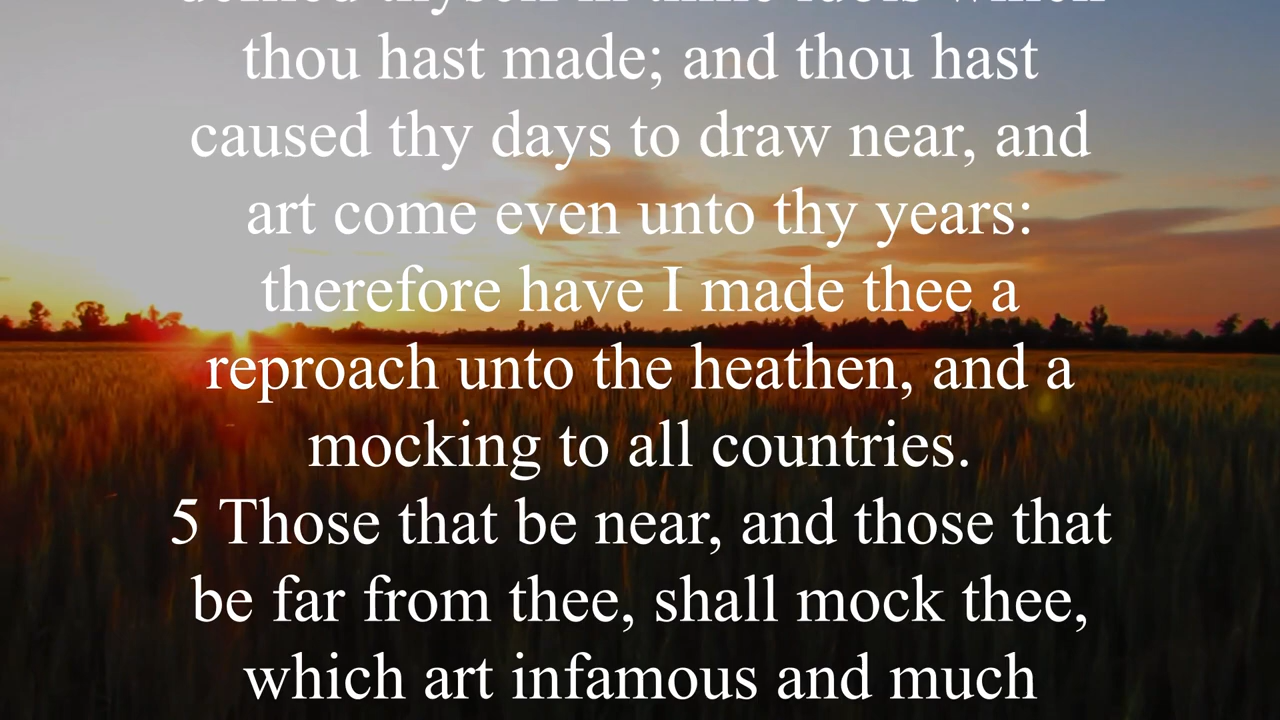 thou hast made; and thou hast
caused thy days to draw near, and
art come even unto thy years:
therefore have I made thee a
reproach unto the heathen, and a
mocking to all countries.
5 Those that be near, and those that
be far from thee, shall mock thee,
which art infamous and much